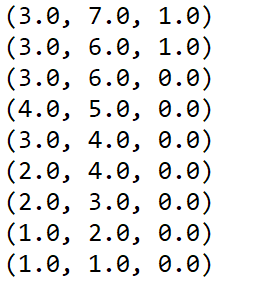 (3.0, 7.0, 1.0)
(3.0, 6.0, 1.0)
(3.0, 6.0, 0.0)
(4.0, 5.0, 0.0)
(3.0, 4.0, 0.0)
(2.0, 4.0, 0.0)
(2.0, 3.0, 0.0)
(1.0, 2.0, 0.0)
(1.0, 1.0, 0.0)